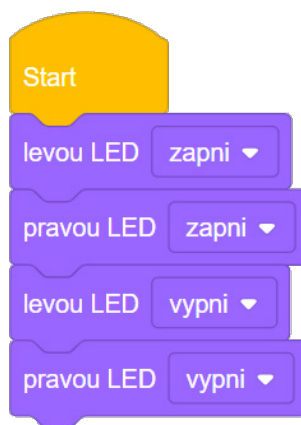 Start
levou LED zapni
pravou LED zapni
levou LED vypni
pravou LED vypni